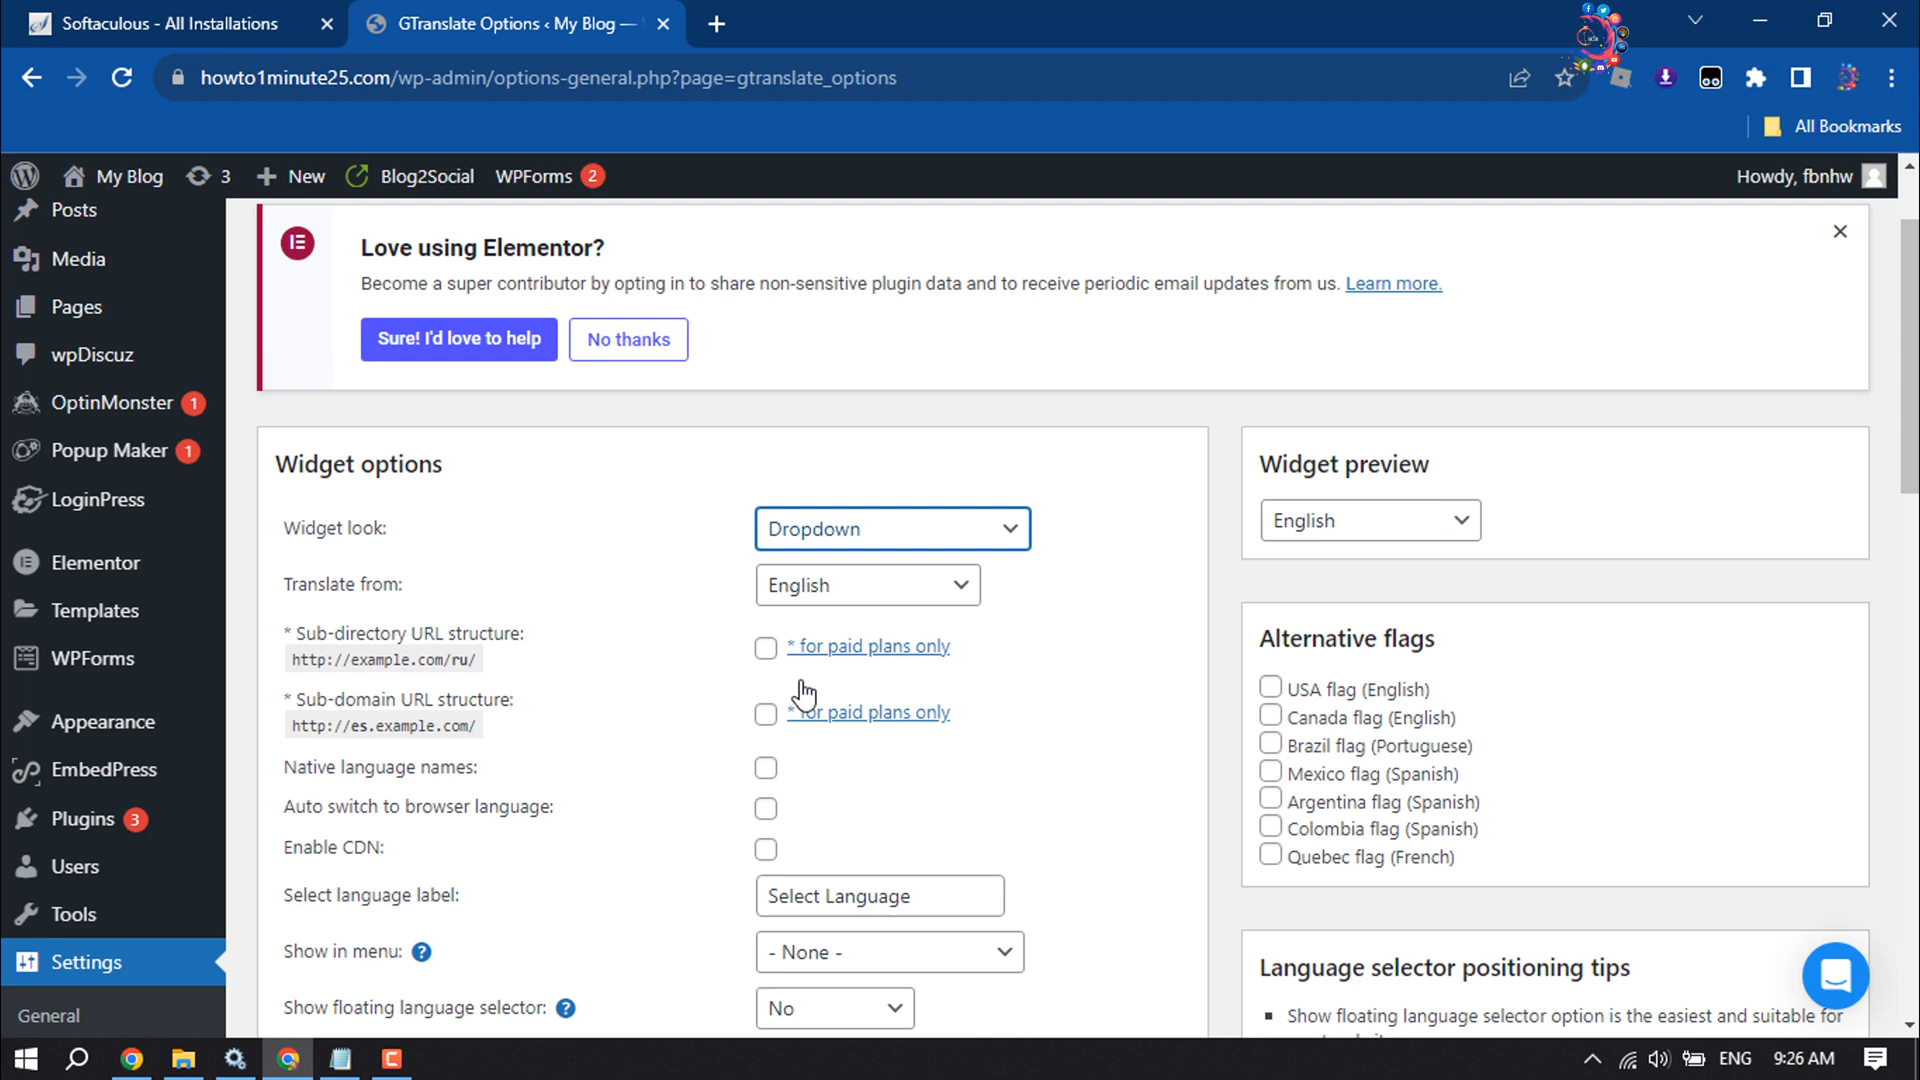 Softaculous - All Installations
GTranslate Options ‹ My Blog —
howto1minute25.com/wp-admin/options-general.php?page=gtranslate_options
All Bookmarks
My Blog 3 New Blog2Social WPForms 2
Howdy, fbnhw
Posts
Media
Pages
wpDiscuz
OptinMonster 1
Popup Maker 1
LoginPress
Elementor
Templates
WPForms
Appearance
EmbedPress
Plugins 3
Users
Tools
Settings
General
Love using Elementor?
Become a super contributor by opting in to share non-sensitive plugin data and to receive periodic email updates from us. Learn more.
Sure! I'd love to help No thanks
Widget options
Widget look: Dropdown
Translate from: English
* Sub-directory URL structure:
http://example.com/ru/
* for paid plans only
* Sub-domain URL structure:
http://es.example.com/
* for paid plans only
Native language names:
Auto switch to browser language:
Enable CDN:
Select language label: Select Language
Show in menu: ? - None -
Show floating language selector: ? No
Widget preview
English
Alternative flags
USA flag (English)
Canada flag (English)
Brazil flag (Portuguese)
Mexico flag (Spanish)
Argentina flag (Spanish)
Colombia flag (Spanish)
Quebec flag (French)
Language selector positioning tips
Show floating language selector option is the easiest and suitable for
ENG 9:26 AM